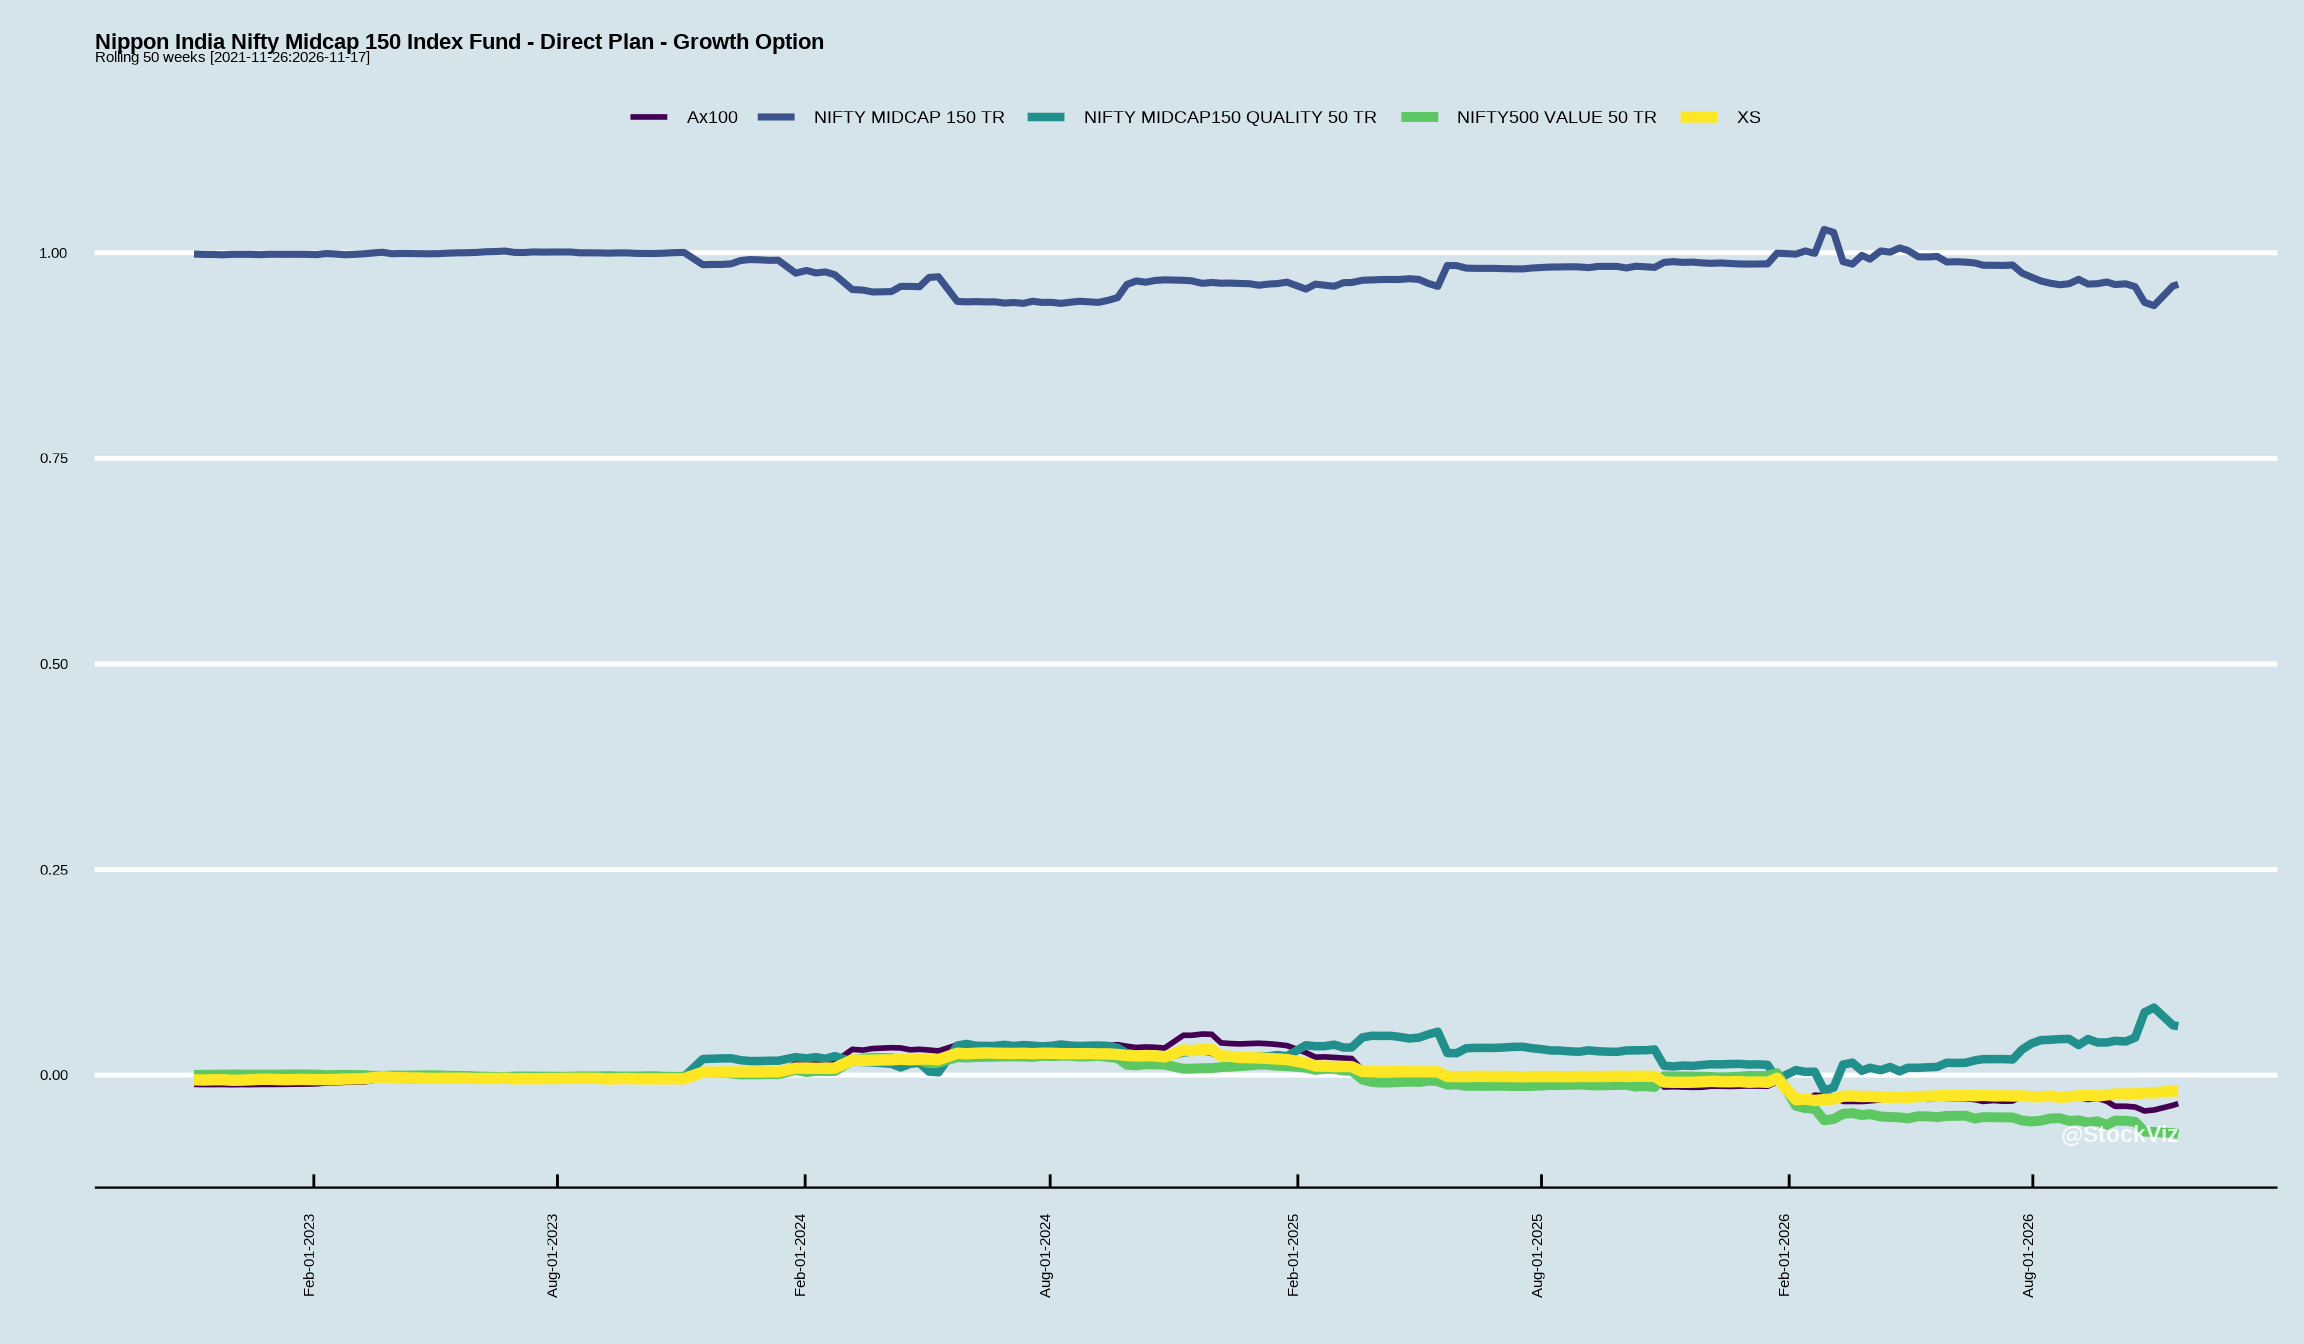 Nippon India Nifty Midcap 150 Index Fund - Direct Plan - Growth Option
Rolling 50 weeks [2021-11-26:2026-11-17]
Ax100 NIFTY MIDCAP 150 TR NIFTY MIDCAP150 QUALITY 50 TR NIFTY500 VALUE 50 TR XS
1.00
0.75
0.50
0.25
0.00
@StockViz
Feb-01-2023 Aug-01-2023 Feb-01-2024 Aug-01-2024 Feb-01-2025 Aug-01-2025 Feb-01-2026 Aug-01-2026